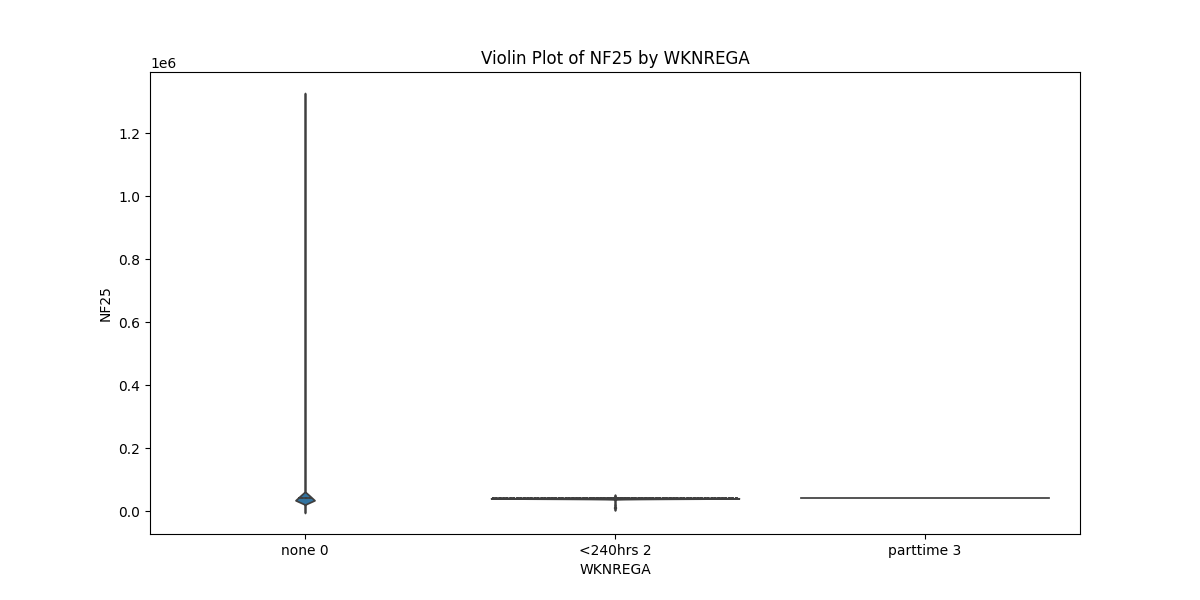 Violin Plot of NF25 by WKNREGA
1e6
1.2
1.0
0.8
0.6
0.4
0.2
0.0
NF25
none 0
<240hrs 2
parttime 3
WKNREGA